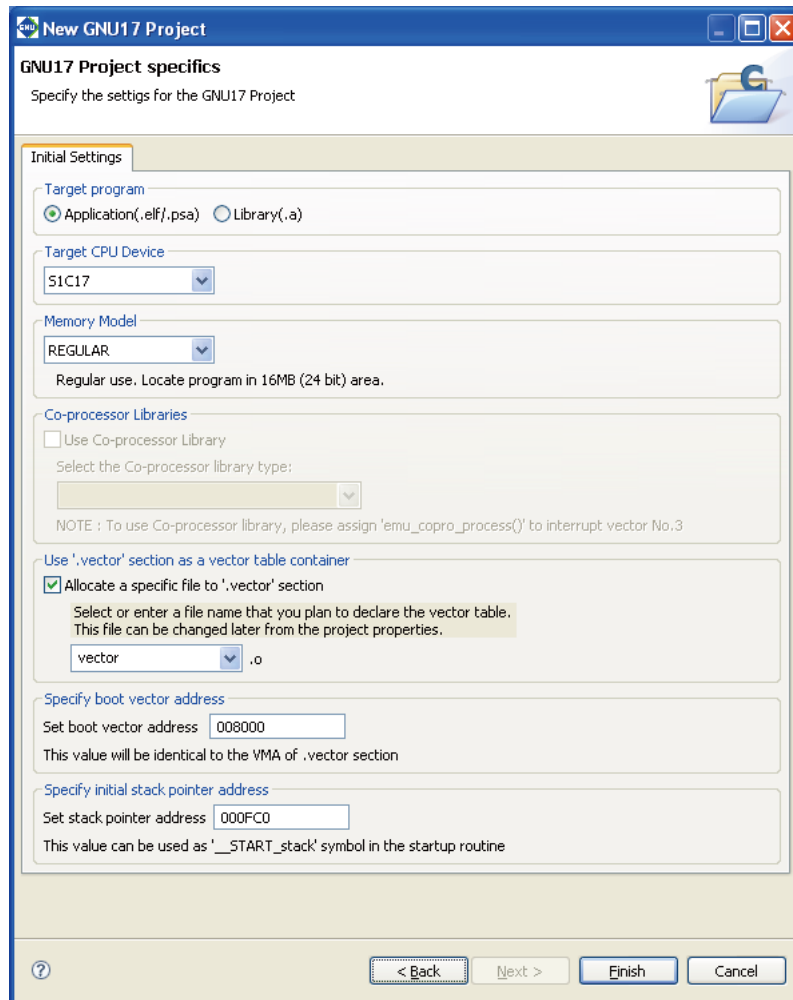 GNU
New GNU17 Project
GNU17 Project specifics
Specify the settigs for the GNU17 Project
Initial Settings
Target program
Application(.elf/.psa) Library(.a)
Target CPU Device
S1C17
Memory Model
REGULAR
Regular use. Locate program in 16MB (24 bit) area.
Co-processor Libraries
Use Co-processor Library
Select the Co-processor library type:
NOTE : To use Co-processor library, please assign 'emu_copro_process()' to interrupt vector No.3
Use '.vector' section as a vector table container
Allocate a specific file to '.vector' section
Select or enter a file name that you plan to declare the vector table.
This file can be changed later from the project properties.
vector .o
Specify boot vector address
Set boot vector address 008000
This value will be identical to the VMA of .vector section
Specify initial stack pointer address
Set stack pointer address 000FC0
This value can be used as '__START_stack' symbol in the startup routine
? < Back Next > Finish Cancel